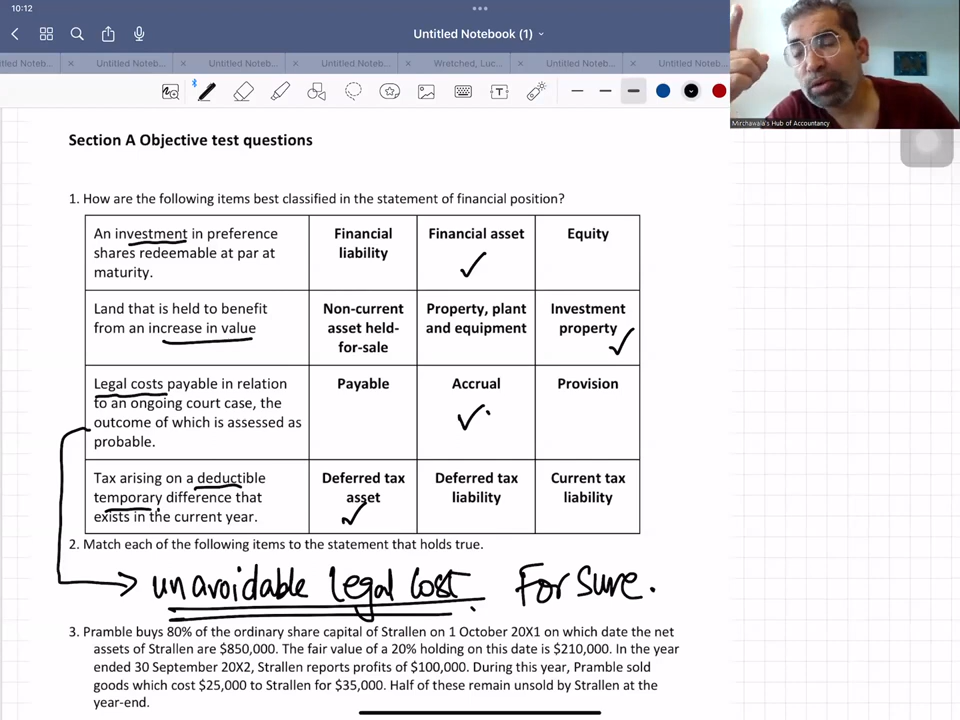 10:12
Untitled Notebook (1)
Untitled Noteb...
Untitled Noteb...
Untitled Noteb...
Wretched, Luc...
Untitled Noteb...
Untitled Noteb...
Mirchawala's Hub of Accountancy
Section A Objective test questions
1. How are the following items best classified in the statement of financial position?
An investment in preference
shares redeemable at par at
maturity.
Financial
liability
Financial asset
Equity
Land that is held to benefit
from an increase in value
Non-current
asset held-
for-sale
Property, plant
and equipment
Investment
property
Legal costs payable in relation
to an ongoing court case, the
outcome of which is assessed as
probable.
Payable
Accrual
Provision
Tax arising on a deductible
temporary difference that
exists in the current year.
Deferred tax
asset
Deferred tax
liability
Current tax
liability
2. Match each of the following items to the statement that holds true.
unavoidable legal cost. For sure.
3. Pramble buys 80% of the ordinary share capital of Strallen on 1 October 20X1 on which date the net
assets of Strallen are $850,000. The fair value of a 20% holding on this date is $210,000. In the year
ended 30 September 20X2, Strallen reports profits of $100,000. During this year, Pramble sold
goods which cost $25,000 to Strallen for $35,000. Half of these remain unsold by Strallen at the
year-end.